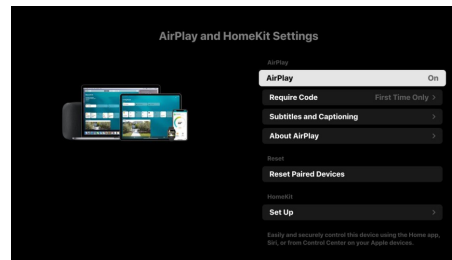 AirPlay and HomeKit Settings
AirPlay
AirPlay On
Require Code First Time Only >
Subtitles and Captioning >
About AirPlay >
Reset
Reset Paired Devices
HomeKit
Set Up >
Easily and securely control this device using the Home app,
Siri, or from Control Center on your Apple devices.